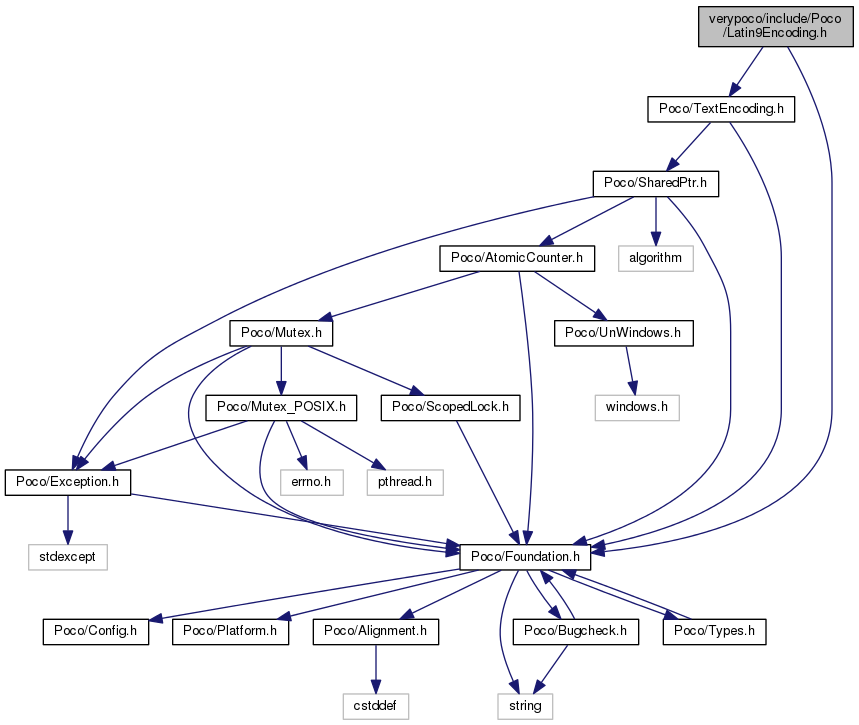 verypoco/include/Poco
/Latin9Encoding.h
Poco/TextEncoding.h
Poco/SharedPtr.h
Poco/AtomicCounter.h
algorithm
Poco/Mutex.h
Poco/UnWindows.h
Poco/Mutex_POSIX.h
Poco/ScopedLock.h
windows.h
Poco/Exception.h
errno.h
pthread.h
stdexcept
Poco/Foundation.h
Poco/Config.h
Poco/Platform.h
Poco/Alignment.h
Poco/Bugcheck.h
Poco/Types.h
cstddef
string